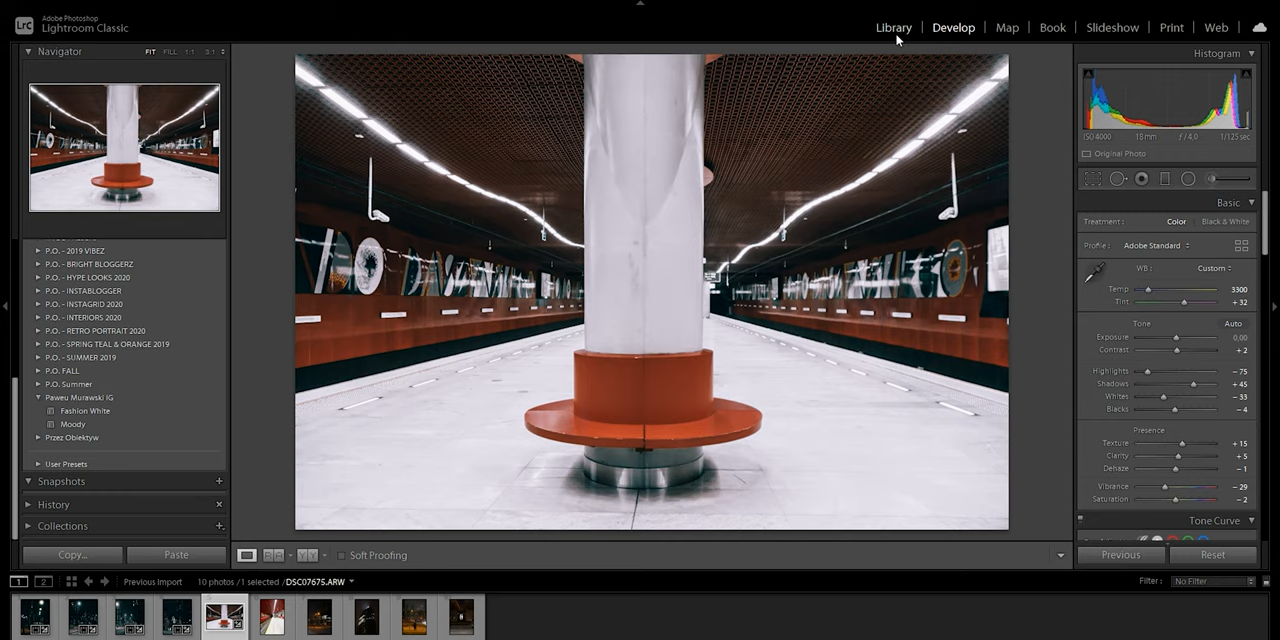 LrC
Adobe Photoshop
Lightroom Classic
Library | Develop | Map | Book | Slideshow | Print | Web
Navigator FIT FILL 1:1 3:1
P.O. - 2019 VIBEZ
P.O. - BRIGHT BLOGGERZ
P.O. - HYPE LOOKS 2020
P.O. - INSTABLOGGER
P.O. - INSTAGRID 2020
P.O. - INTERIORS 2020
P.O. - RETRO PORTRAIT 2020
P.O. - SPRING TEAL & ORANGE 2019
P.O. - SUMMER 2019
P.O. FALL
P.O. Summer
Paweu Murawski IG
Fashion White
Moody
Przez Obiektyw
User Presets
Snapshots +
History ×
Collections +
Copy... Paste
Soft Proofing
Histogram
ISO 4000 18mm ƒ / 4,0 1/125 sec
Original Photo
Basic
Treatment : Color | Black & White
Profile : Adobe Standard
WB : Custom
Temp 3300
Tint + 32
Tone Auto
Exposure 0,00
Contrast + 2
Highlights − 75
Shadows + 45
Whites − 33
Blacks − 4
Presence
Texture + 15
Clarity + 5
Dehaze − 1
Vibrance − 29
Saturation − 2
Tone Curve
Previous Reset
1 2 Previous Import 10 photos / 1 selected / DSC07675.ARW
Filter : No Filter